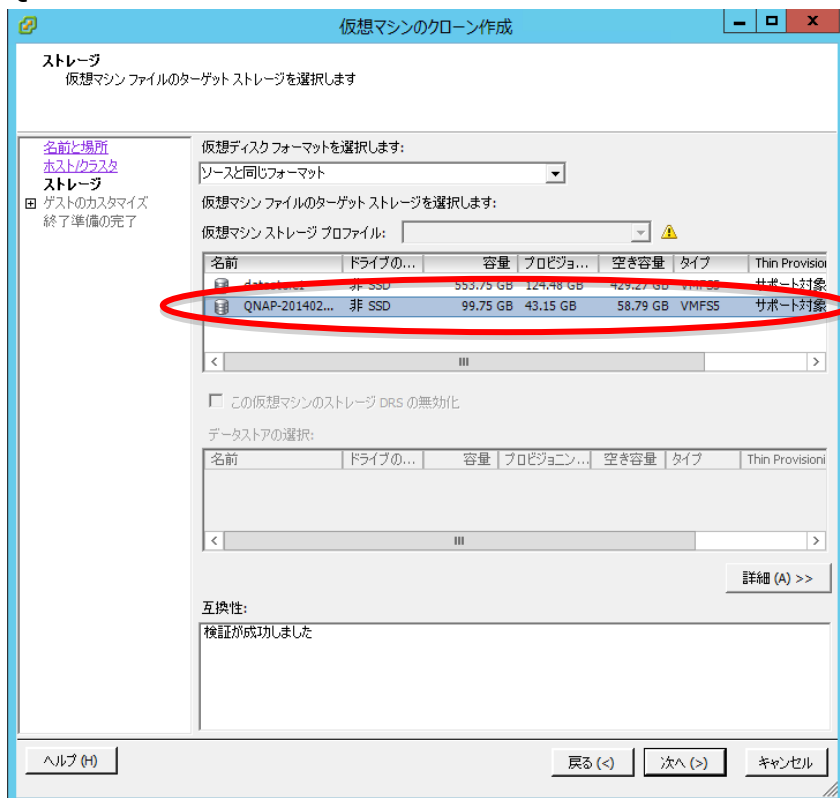 仮想マシンのクローン作成
ストレージ
仮想マシン ファイルのターゲット ストレージを選択します
名前と場所
ホスト/クラスタ
ストレージ
ゲストのカスタマイズ
終了準備の完了
仮想ディスク フォーマットを選択します:
ソースと同じフォーマット
仮想マシン ファイルのターゲット ストレージを選択します:
仮想マシン ストレージ プロファイル:
名前 ドライブの... 容量 プロビジョ... 空き容量 タイプ Thin Provision
datastore1 非 SSD 553.75 GB 124.48 GB 429.27 GB VMFS5 サポート対象
QNAP-201402... 非 SSD 99.75 GB 43.15 GB 58.79 GB VMFS5 サポート対象
この仮想マシンのストレージ DRS の無効化
データストアの選択:
名前 ドライブの... 容量 プロビジョニン... 空き容量 タイプ Thin Provisioni
詳細 (A) >>
互換性:
検証が成功しました
ヘルプ (H) 戻る (<) 次へ (>) キャンセル